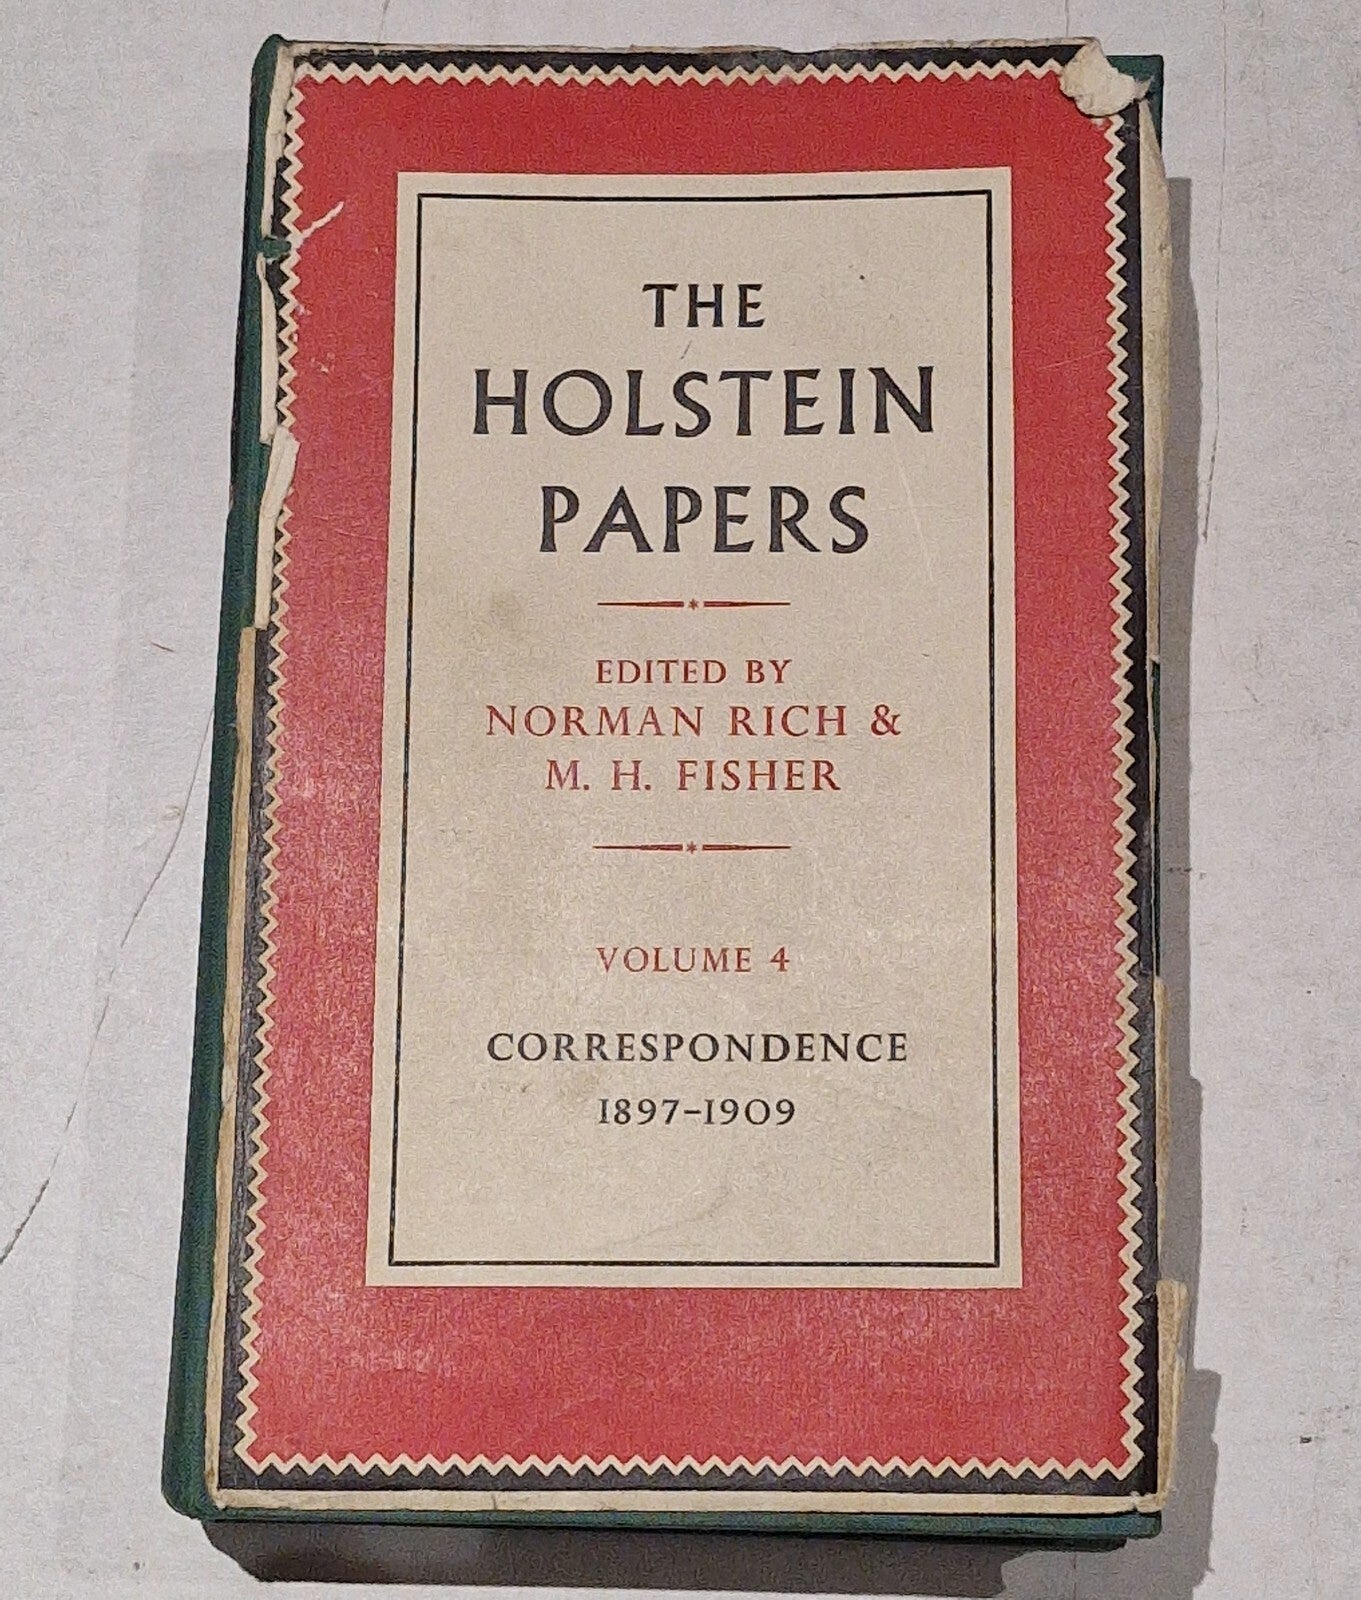 THE
HOLSTEIN
PAPERS
EDITED BY
NORMAN RICH &
M. H. FISHER
VOLUME 4
CORRESPONDENCE
1897–1909